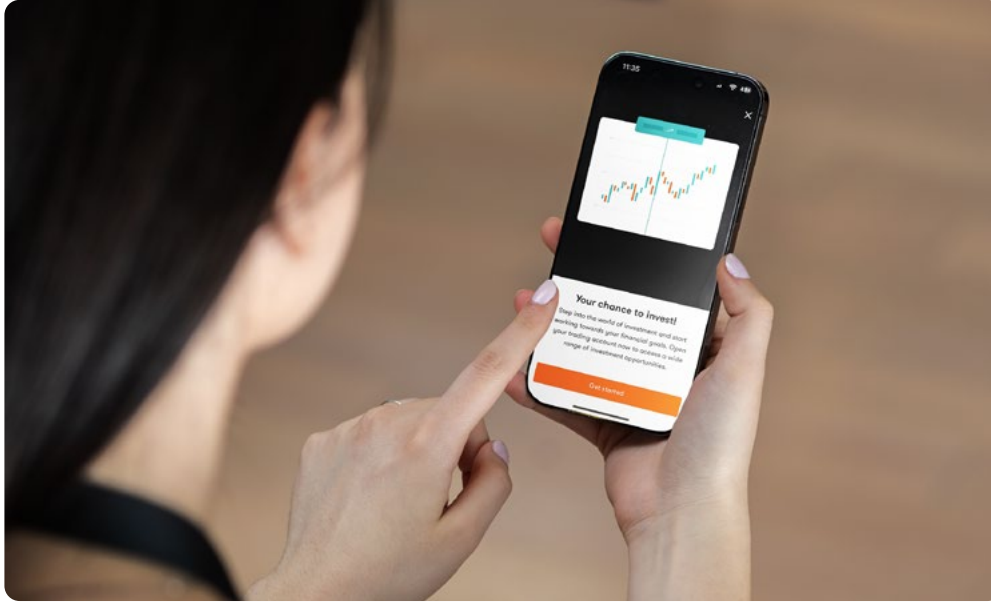 11:35
Your chance to invest!
Step into the world of investment and start
working towards your financial goals. Open
your trading account now to access a wide
range of investment opportunities.
Get started